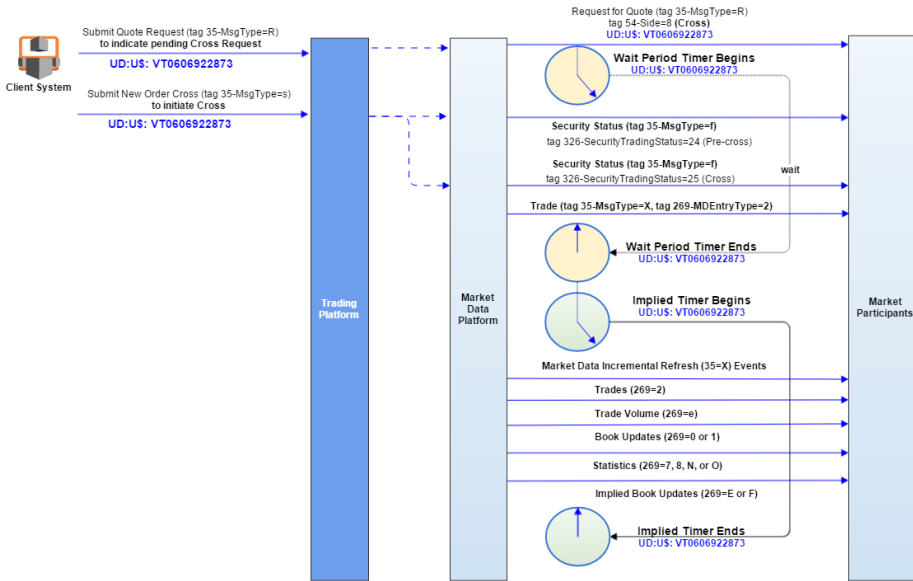 Submit Quote Request (tag 35-MsgType=R)
to indicate pending Cross Request
UD:U$: VT0606922873
Client System
Submit New Order Cross (tag 35-MsgType=s)
to initiate Cross
UD:U$: VT0606922873
Trading
Platform
Market
Data
Platform
Request for Quote (tag 35-MsgType=R)
tag 54-Side=8 (Cross)
UD:U$: VT0606922873
Wait Period Timer Begins
UD:U$: VT0606922873
Security Status (tag 35-MsgType=f)
tag 326-SecurityTradingStatus=24 (Pre-cross)
wait
Security Status (tag 35-MsgType=f)
tag 326-SecurityTradingStatus=25 (Cross)
Trade (tag 35-MsgType=X, tag 269-MDEntryType=2)
Wait Period Timer Ends
UD:U$: VT0606922873
Implied Timer Begins
UD:U$: VT0606922873
Market Data Incremental Refresh (35=X) Events
Trades (269=2)
Trade Volume (269=e)
Book Updates (269=0 or 1)
Statistics (269=7, 8, N, or O)
Implied Book Updates (269=E or F)
Implied Timer Ends
UD:U$: VT0606922873
Market
Participants